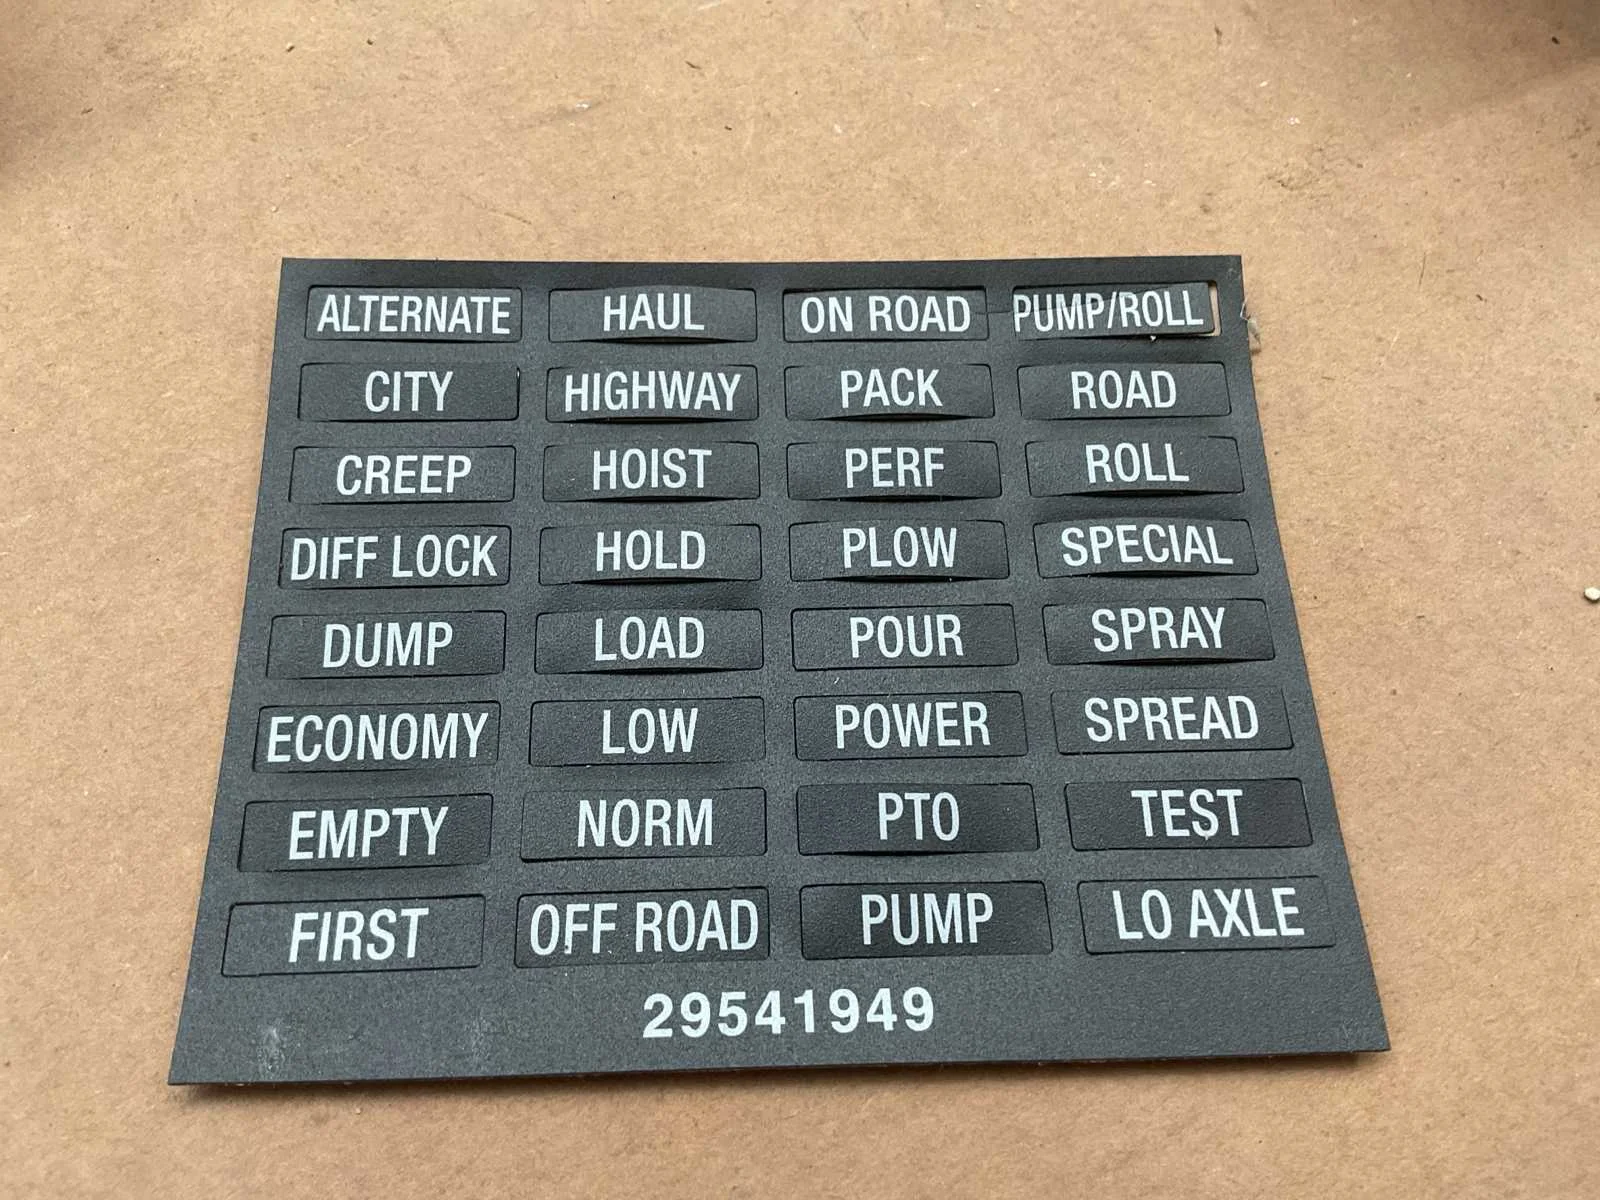 ALTERNATE HAUL ON ROAD PUMP/ROLL
CITY HIGHWAY PACK ROAD
CREEP HOIST PERF ROLL
DIFF LOCK HOLD PLOW SPECIAL
DUMP LOAD POUR SPRAY
ECONOMY LOW POWER SPREAD
EMPTY NORM PTO TEST
FIRST OFF ROAD PUMP LO AXLE
29541949